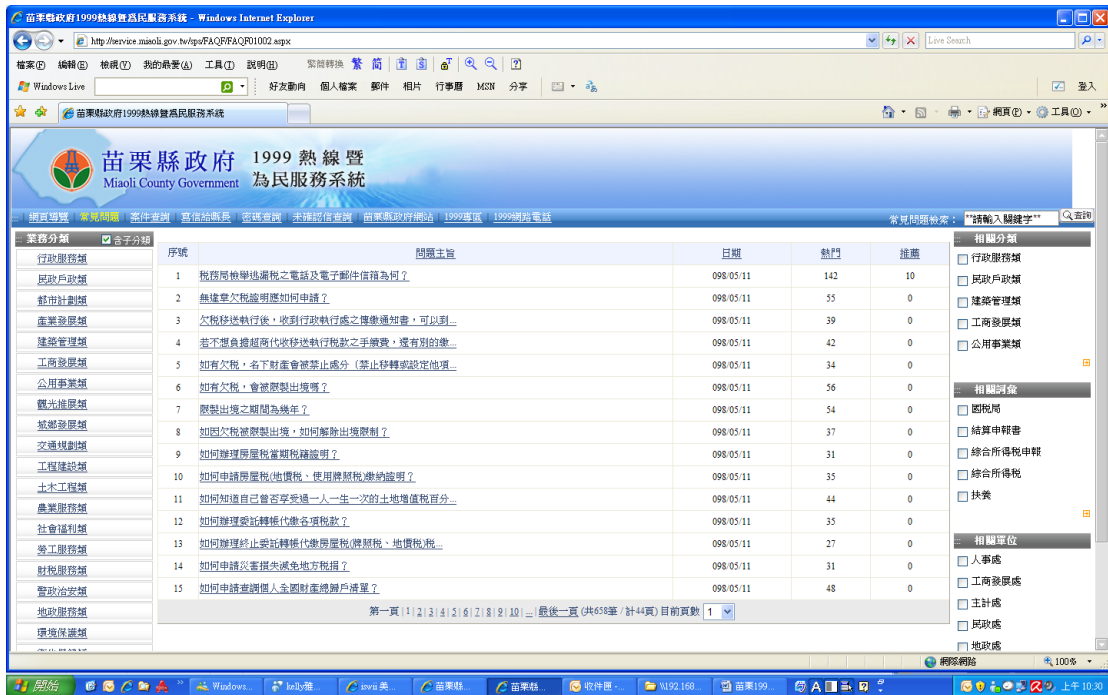 苗栗縣政府1999熱線暨為民服務系統 - Windows Internet Explorer
http://service.miaoli.gov.tw/sps/FAQF/FAQF01002.aspx
Live Search
檔案(F) 編輯(E) 檢視(V) 我的最愛(A) 工具(T) 說明(H) 繁簡轉換 繁 简
Windows Live 好友動向 個人檔案 郵件 相片 行事曆 MSN 分享 登入
苗栗縣政府1999熱線暨為民服務系統 網頁(P) 工具(O)
苗栗縣政府 1999 熱線暨
Miaoli County Government 為民服務系統
網頁導覽 常見問題 案件查詢 寫信給縣長 密碼查詢 未確認信查詢 苗栗縣政府網站 1999專區 1999網路電話
常見問題檢索: **請輸入關鍵字** 查詢
業務分類 含子分類
行政服務類
民政戶政類
都市計劃類
產業發展類
建築管理類
工商發展類
公用事業類
觀光推展類
城鄉發展類
交通規劃類
工程建設類
土木工程類
農業服務類
社會福利類
勞工服務類
財稅服務類
警政治安類
地政服務類
環境保護類
序號 問題主旨 日期 熱門 推薦
1 稅務局檢舉逃漏稅之電話及電子郵件信箱為何? 098/05/11 142 10
2 無違章欠稅證明應如何申請? 098/05/11 55 0
3 欠稅移送執行後,收到行政執行處之傳繳通知書,可以到... 098/05/11 39 0
4 若不想負擔超商代收移送執行稅款之手續費,還有別的繳... 098/05/11 42 0
5 如有欠稅,名下財產會被禁止處分〔禁止移轉或設定他項... 098/05/11 34 0
6 如有欠稅,會被限製出境嗎? 098/05/11 56 0
7 限製出境之期間為幾年? 098/05/11 54 0
8 如因欠稅被限製出境,如何解除出境限制? 098/05/11 37 0
9 如何辦理房屋稅當期稅籍證明? 098/05/11 31 0
10 如何申請房屋稅(地價稅、使用牌照稅)繳納證明? 098/05/11 35 0
11 如何知道自己曾否享受過一人一生一次的土地增值稅百分... 098/05/11 44 0
12 如何辦理委託轉帳代繳各項稅款? 098/05/11 35 0
13 如何辦理終止委託轉帳代繳房屋稅(牌照稅、地價稅)稅... 098/05/11 27 0
14 如何申請災害損失減免地方稅捐? 098/05/11 31 0
15 如何申請查調個人全國財產總歸戶清單? 098/05/11 48 0
第一頁 | 1 | 2 | 3 | 4 | 5 | 6 | 7 | 8 | 9 | 10 | ... | 最後一頁 (共658筆 / 計44頁) 目前頁數 1
相關分類
行政服務類
民政戶政類
建築管理類
工商發展類
公用事業類
相關詞彙
國稅局
結算申報書
綜合所得稅申報
綜合所得稅
扶養
相關單位
人事處
工商發展處
主計處
民政處
地政處
網際網路 100%
開始 Windows... kelly雅... iswii 美... 苗栗縣... 苗栗縣... 收件匣 -... \\192.168... 苗栗199... 上午 10:30